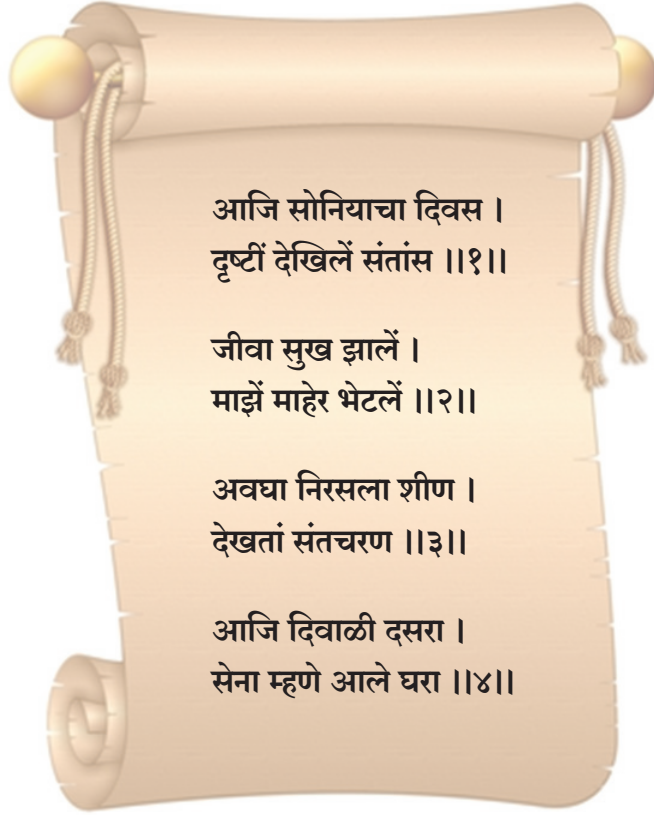 आजि सोनियाचा दिवस ।
दृष्टीं देखिलें संतांस ।।१।।
जीवा सुख झालें ।
माझें माहेर भेटलें ।।२।।
अवघा निरसला शीण ।
देखतां संतचरण ।।३।।
आजि दिवाळी दसरा ।
सेना म्हणे आले घरा ।।४।।